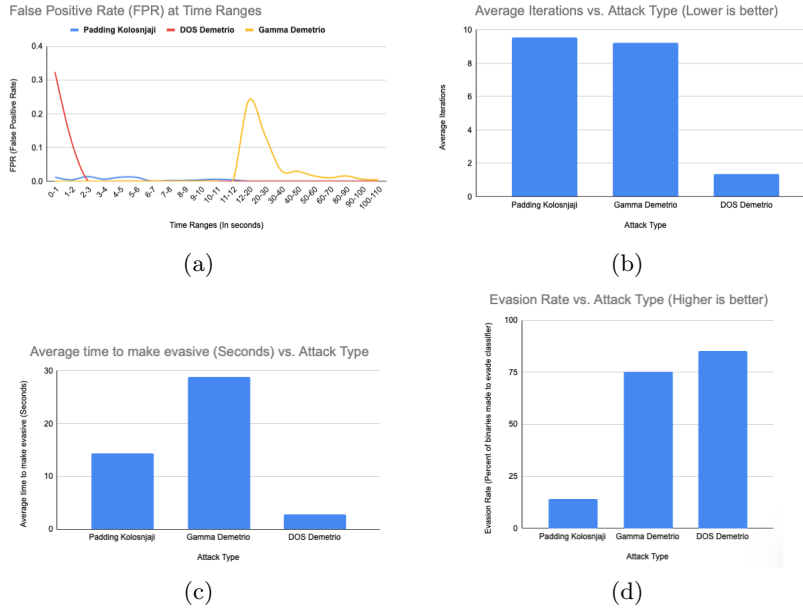 False Positive Rate (FPR) at Time Ranges
Padding Kolosnjaji DOS Demetrio Gamma Demetrio
FPR (False Positive Rate)
0.4
0.3
0.2
0.1
0.0
0-1 1-2 2-3 3-4 4-5 5-6 6-7 7-8 8-9 9-10 10-11 11-12 12-20 20-30 30-40 40-50 50-60 60-70 80-90 90-100 100-110
Time Ranges (In seconds)
(a)
Average Iterations vs. Attack Type (Lower is better)
Average Iterations
10
8
6
4
2
0
Padding Kolosnjaji Gamma Demetrio DOS Demetrio
Attack Type
(b)
Average time to make evasive (Seconds) vs. Attack Type
Average time to make evasive (Seconds)
30
20
10
0
Padding Kolosnjaji Gamma Demetrio DOS Demetrio
Attack Type
(c)
Evasion Rate vs. Attack Type (Higher is better)
Evasion Rate (Percent of binaries made to evade classifier)
100
75
50
25
0
Padding Kolosnjaji Gamma Demetrio DOS Demetrio
Attack Type
(d)